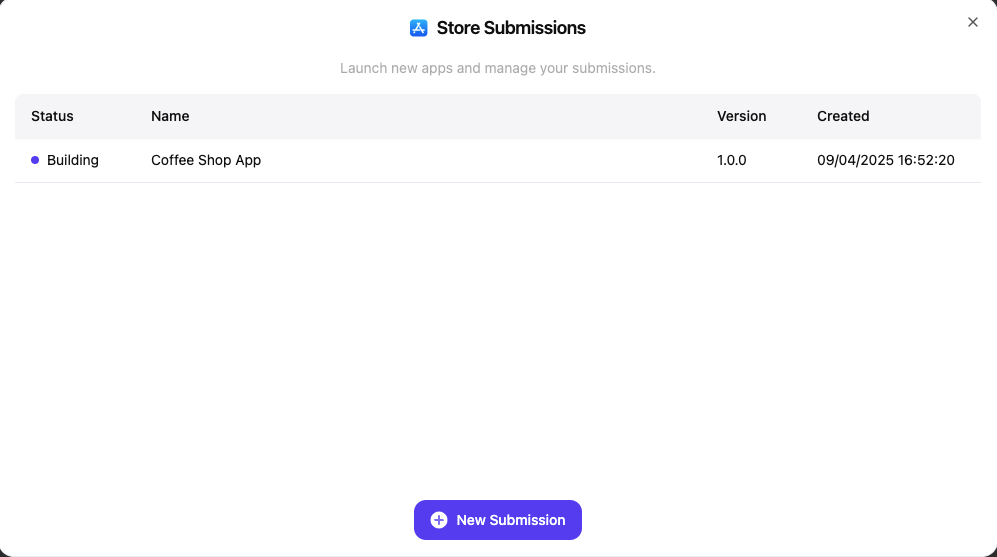 Store Submissions
Launch new apps and manage your submissions.
Status Name Version Created
Building Coffee Shop App 1.0.0 09/04/2025 16:52:20
New Submission